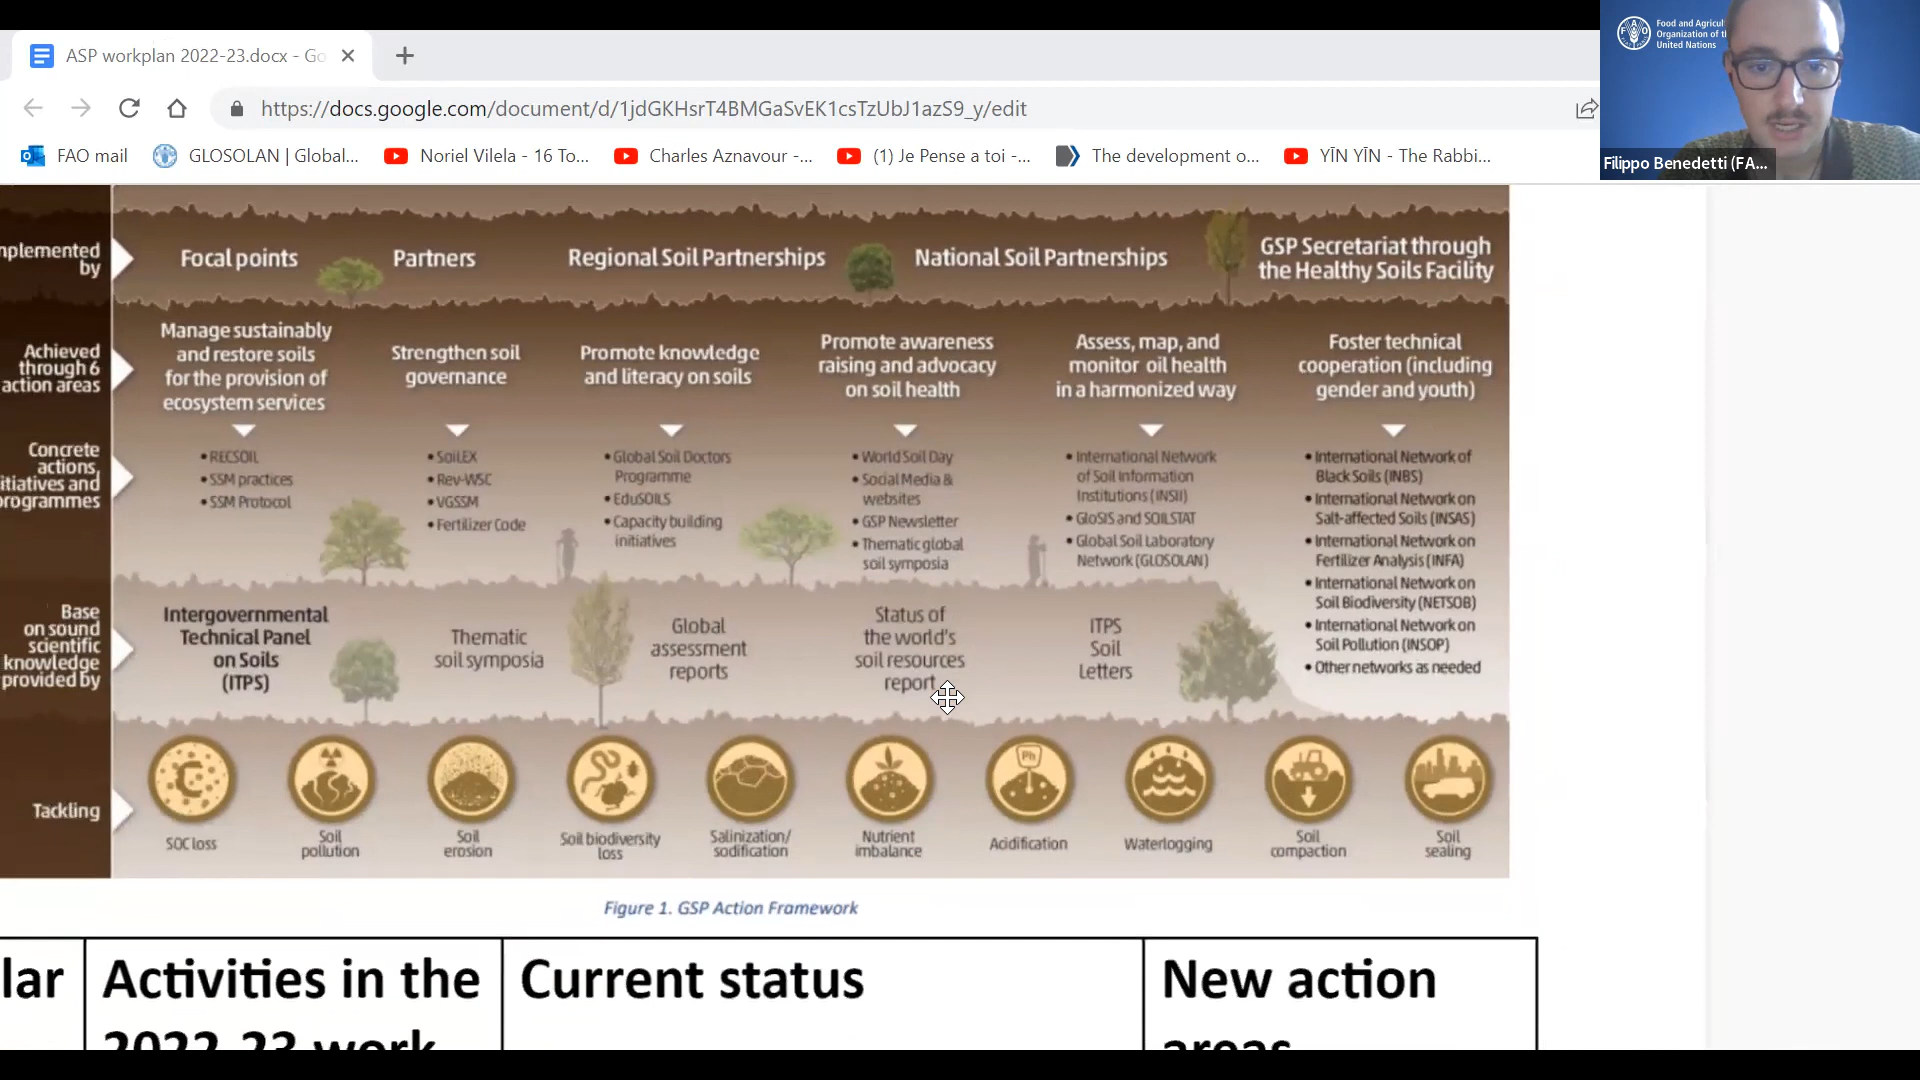 ASP workplan 2022-23.docx - Go
https://docs.google.com/document/d/1jdGKHsrT4BMGaSvEK1csTzUbJ1azS9_y/edit
FAO mail
GLOSOLAN | Global...
Noriel Vilela - 16 To...
Charles Aznavour -...
(1) Je Pense a toi -...
The development o...
YĪN YĪN - The Rabbi...
Food and Agricul
Organization of t
United Nations
Filippo Benedetti (FA...
nplemented
by
Focal points
Partners
Regional Soil Partnerships
National Soil Partnerships
GSP Secretariat through
the Healthy Soils Facility
Achieved
through 6
action areas
Manage sustainably
and restore soils
for the provision of
ecosystem services
Strengthen soil
governance
Promote knowledge
and literacy on soils
Promote awareness
raising and advocacy
on soil health
Assess, map, and
monitor oil health
in a harmonized way
Foster technical
cooperation (including
gender and youth)
Concrete
actions,
itiatives and
programmes
• RECSOIL
• SSM practices
• SSM Protocol
• SoiLEX
• Rev-WSC
• VGSSM
• Fertilizer Code
• Global Soil Doctors
Programme
• EduSOILS
• Capacity building
initiatives
• World Soil Day
• Social Media &
websites
• GSP Newsletter
• Thematic global
soil symposia
• International Network
of Soil Information
Institutions (INSII)
• GloSIS and SOILSTAT
• Global Soil Laboratory
Network (GLOSOLAN)
• International Network of
Black Soils (INBS)
• International Network on
Salt-affected Soils (INSAS)
• International Network on
Fertilizer Analysis (INFA)
• International Network on
Soil Biodiversity (NETSOB)
• International Network on
Soil Pollution (INSOP)
• Other networks as needed
Base
on sound
scientific
knowledge
provided by
Intergovernmental
Technical Panel
on Soils
(ITPS)
Thematic
soil symposia
Global
assessment
reports
Status of
the world's
soil resources
report
ITPS
Soil
Letters
Tackling
C
Ph
SOC loss
Soil
pollution
Soil
erosion
Soil biodiversity
loss
Salinization/
sodification
Nutrient
imbalance
Acidification
Waterlogging
Soil
compaction
Soil
sealing
Figure 1. GSP Action Framework
lar
Activities in the
2022-23 work
Current status
New action
areas